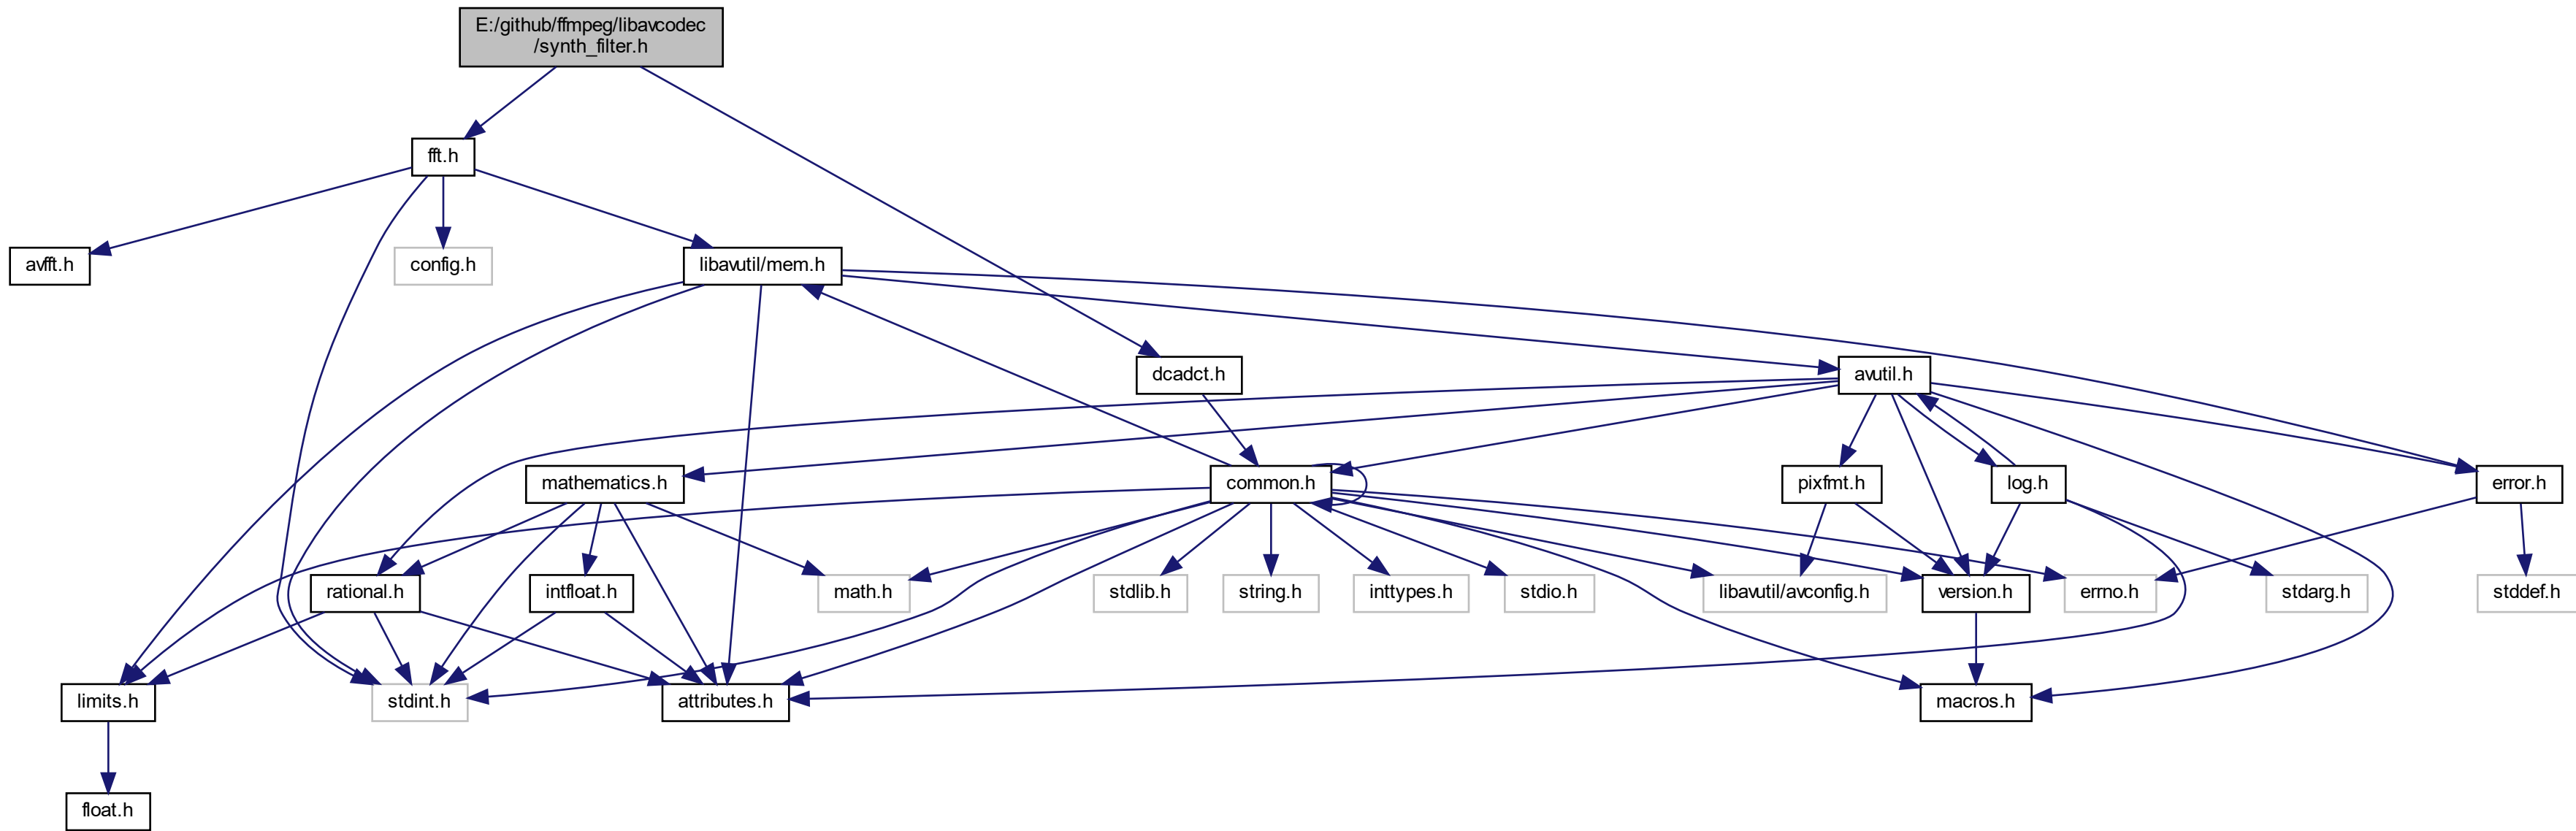 E:/github/ffmpeg/libavcodec
/synth_filter.h
fft.h
avfft.h
config.h
libavutil/mem.h
dcadct.h
avutil.h
mathematics.h
common.h
pixfmt.h
log.h
error.h
rational.h
intfloat.h
math.h
stdlib.h
string.h
inttypes.h
stdio.h
libavutil/avconfig.h
version.h
errno.h
stdarg.h
stddef.h
limits.h
stdint.h
attributes.h
macros.h
float.h